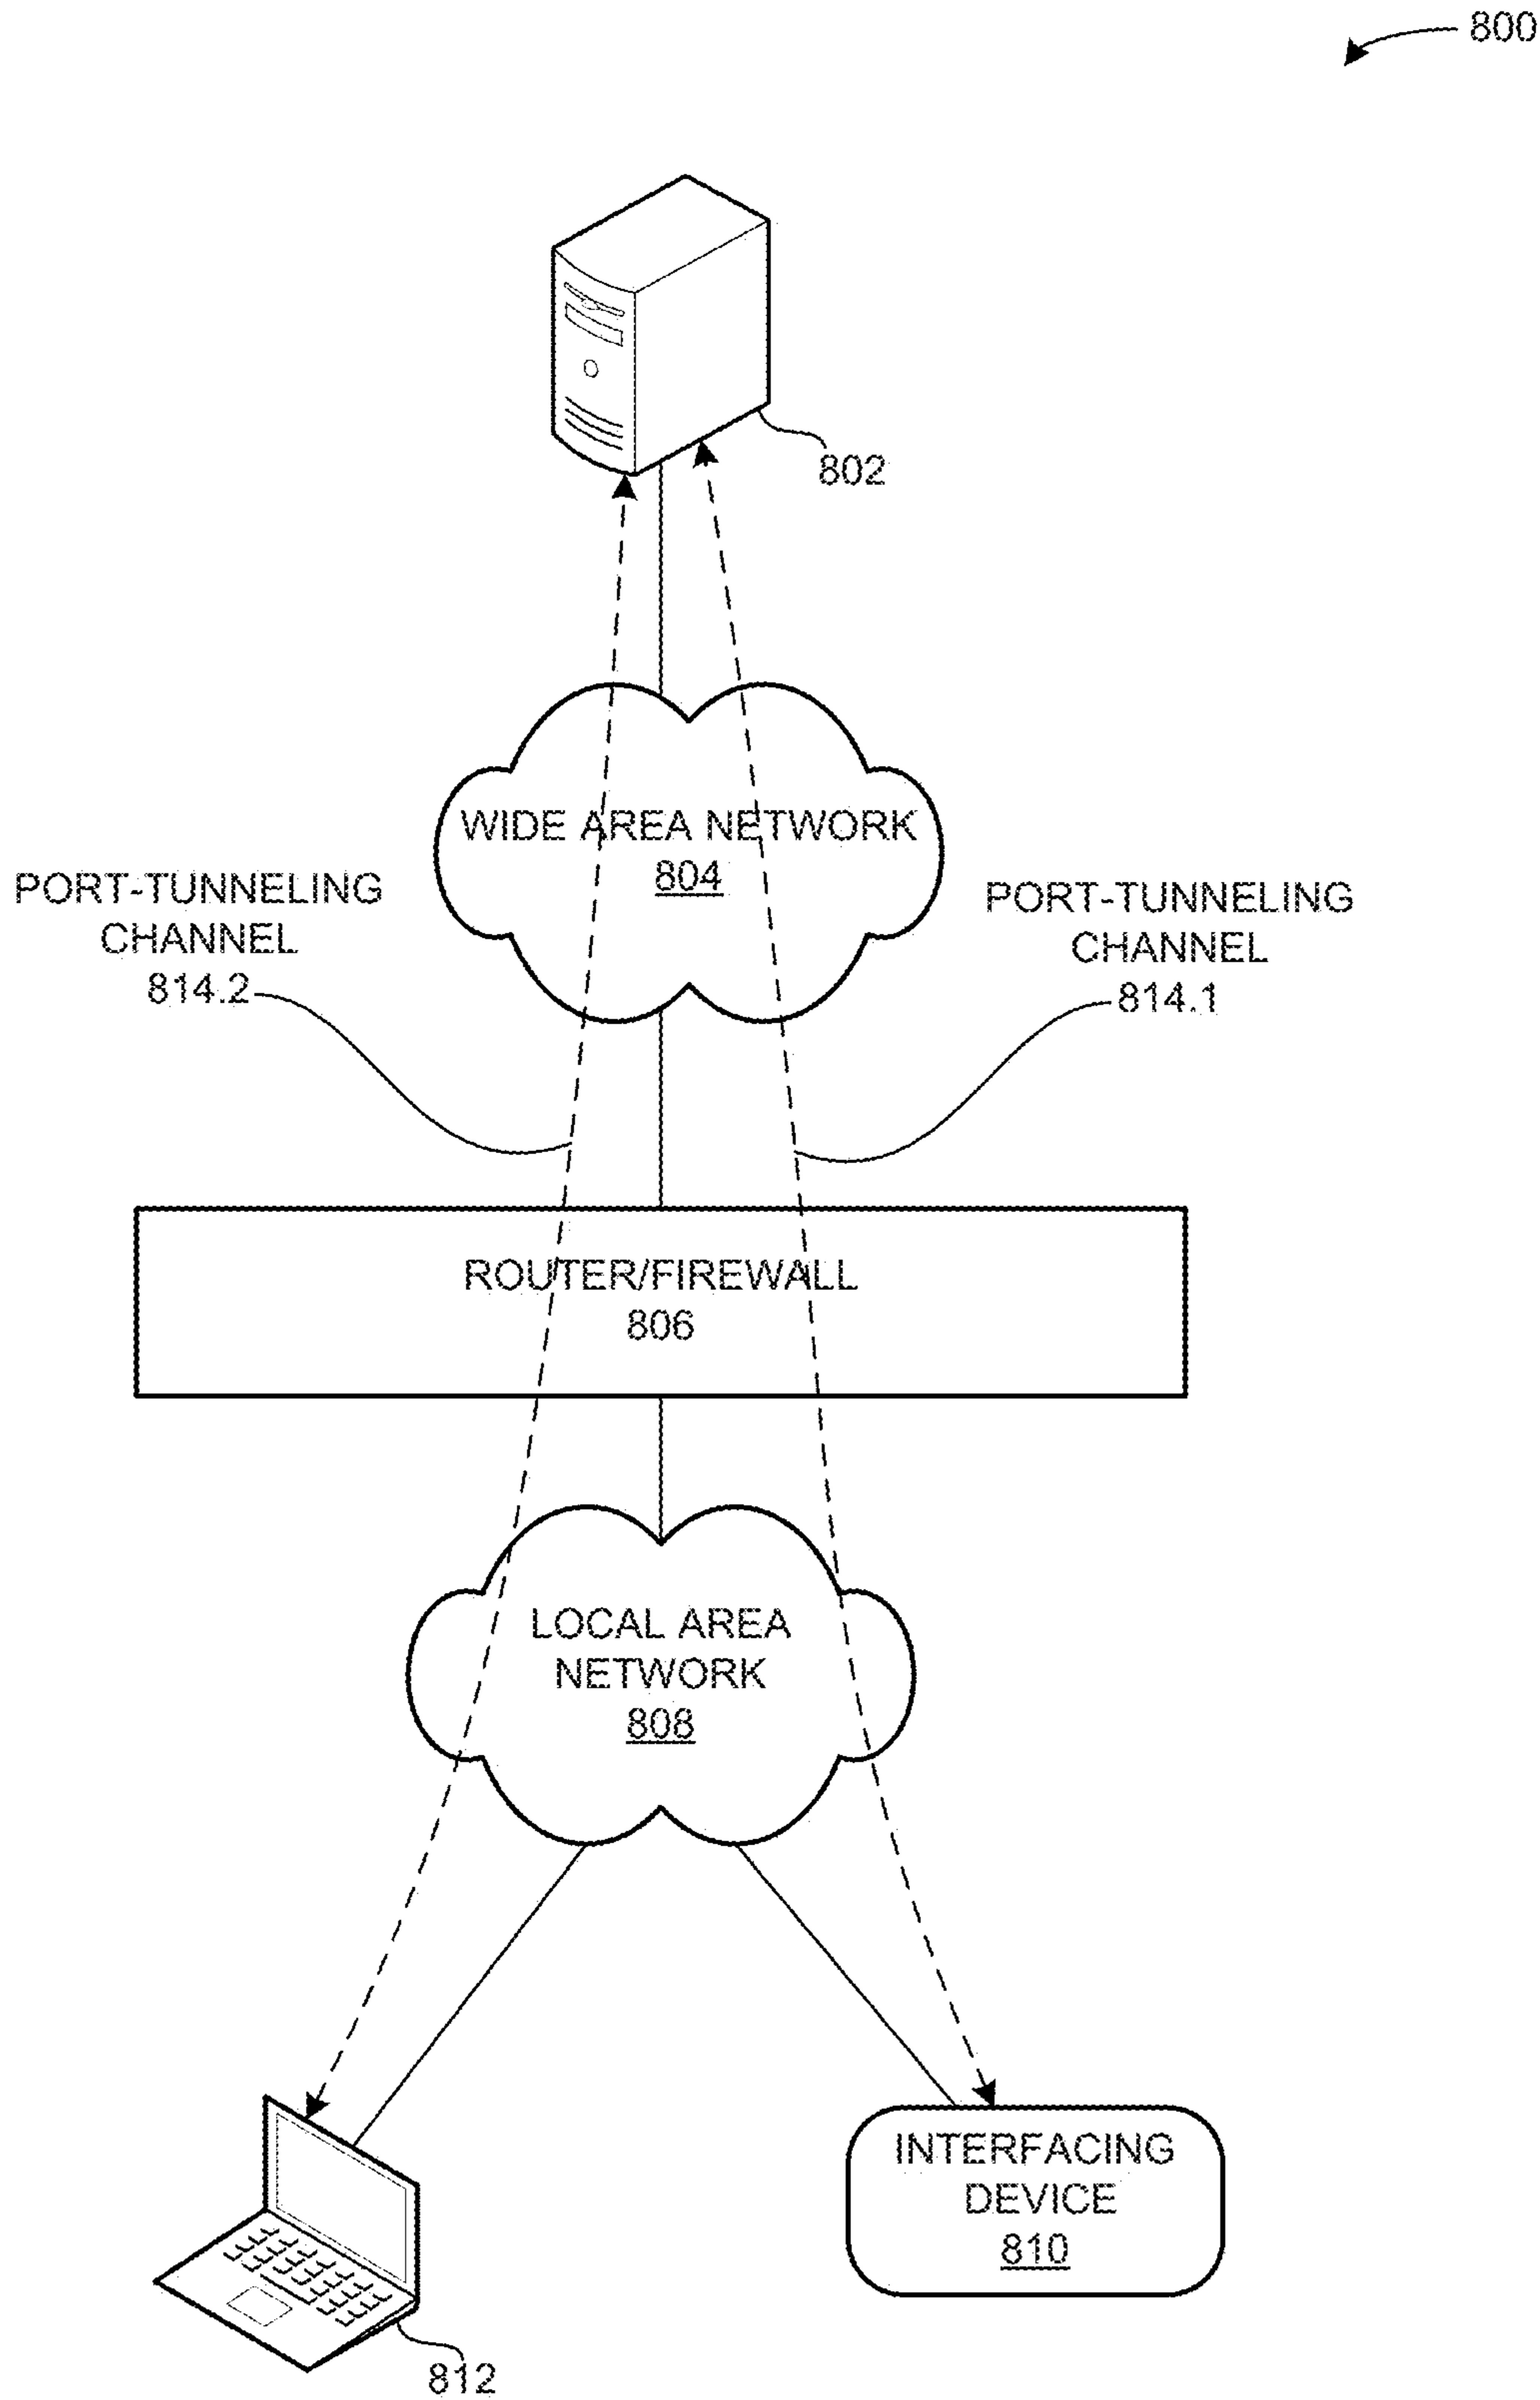 800
802
WIDE AREA NETWORK
804
PORT-TUNNELING
CHANNEL
814.2
PORT-TUNNELING
CHANNEL
814.1
ROUTER/FIREWALL
806
LOCAL AREA
NETWORK
808
INTERFACING
DEVICE
810
812